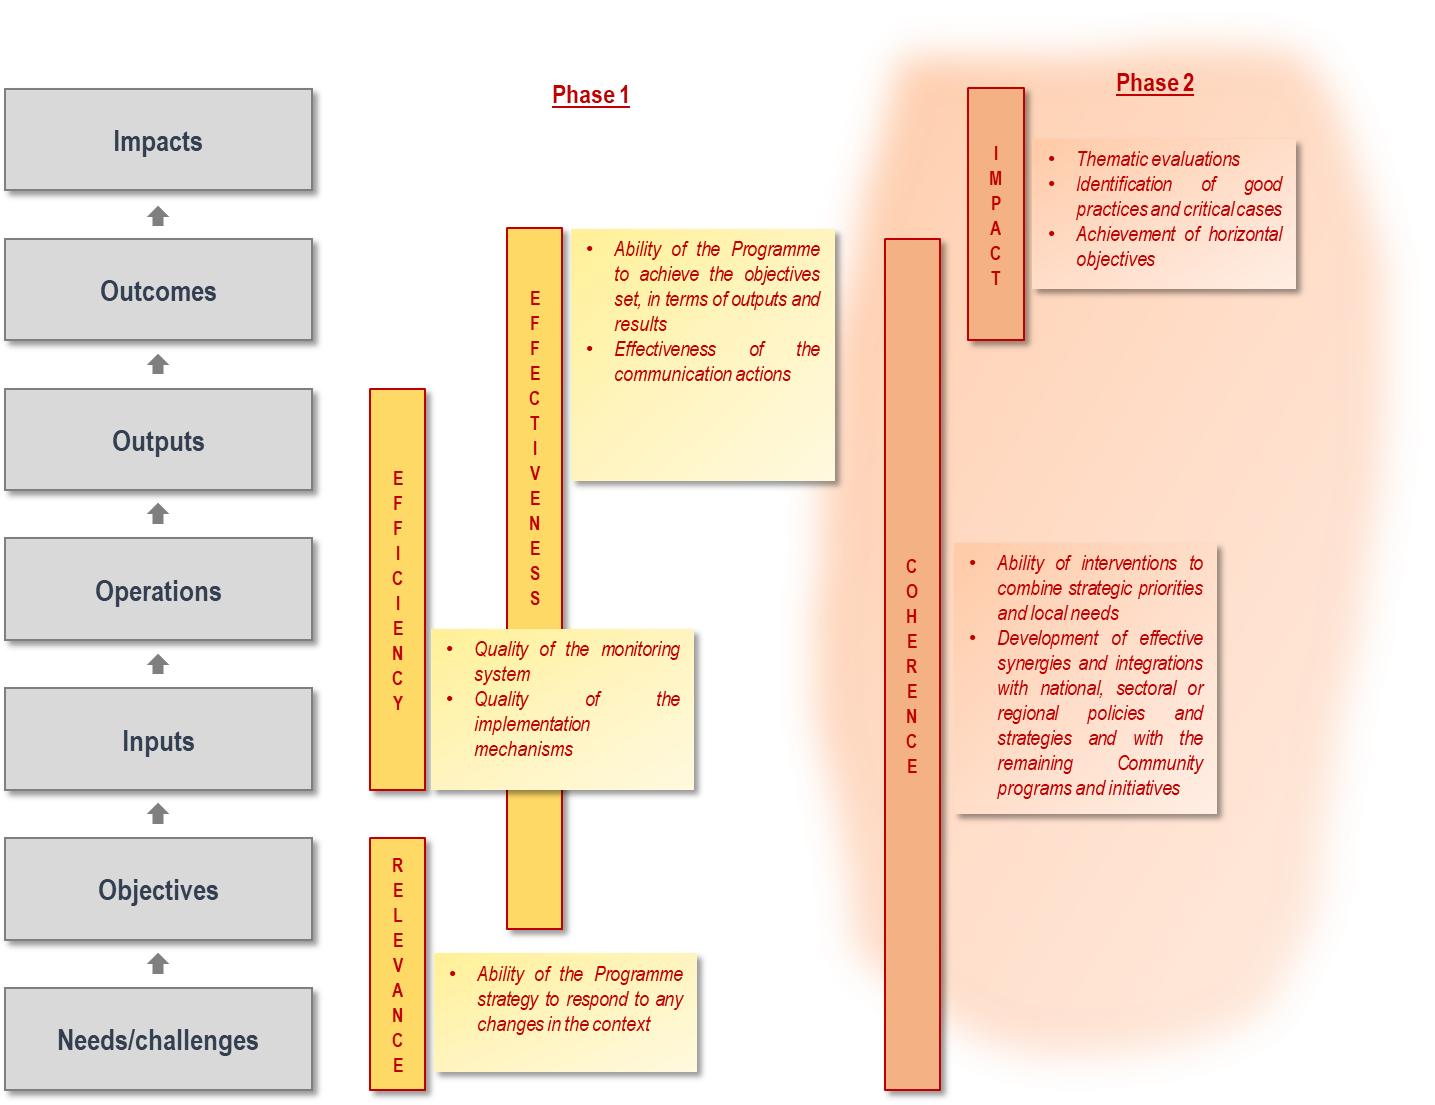 Impacts
Outcomes
Outputs
Operations
Inputs
Objectives
Needs/challenges
Phase 1
EFFICIENCY
RELEVANCE
EFFECTIVENESS
• Ability of the Programme
to achieve the objectives
set, in terms of outputs and
results
• Effectiveness of the
communication actions
• Quality of the monitoring
system
• Quality of the
implementation
mechanisms
• Ability of the Programme
strategy to respond to any
changes in the context
Phase 2
IMPACT
• Thematic evaluations
• Identification of good
practices and critical cases
• Achievement of horizontal
objectives
COHERENCE
• Ability of interventions to
combine strategic priorities
and local needs
• Development of effective
synergies and integrations
with national, sectoral or
regional policies and
strategies and with the
remaining Community
programs and initiatives